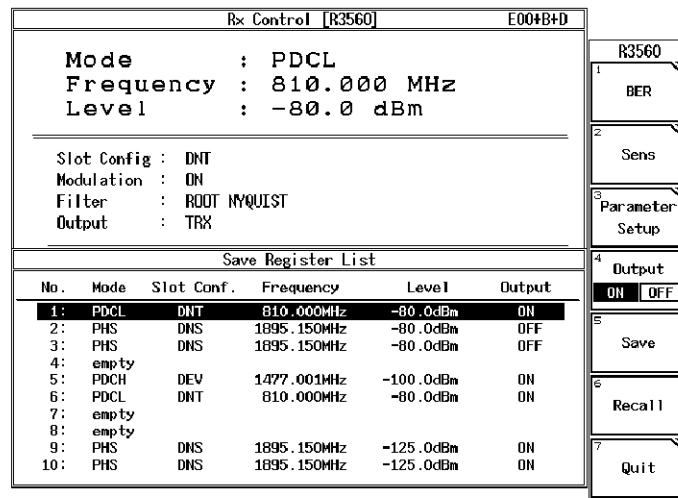 Rx Control [R3560] E00+B+D
Mode : PDCL
Frequency : 810.000 MHz
Level : -80.0 dBm
Slot Config : DNT
Modulation : ON
Filter : ROOT NYQUIST
Output : TRX
Save Register List
No. Mode Slot Conf. Frequency Level Output
1: PDCL DNT 810.000MHz -80.0dBm ON
2: PHS DNS 1895.150MHz -80.0dBm OFF
3: PHS DNS 1895.150MHz -80.0dBm OFF
4: empty
5: PDCH DEV 1477.001MHz -100.0dBm ON
6: PDCL DNT 810.000MHz -80.0dBm ON
7: empty
8: empty
9: PHS DNS 1895.150MHz -125.0dBm ON
10: PHS DNS 1895.150MHz -125.0dBm ON
R3560
1
BER
2
Sens
3
Parameter
Setup
4
Output
ON OFF
5
Save
6
Recall
7
Quit